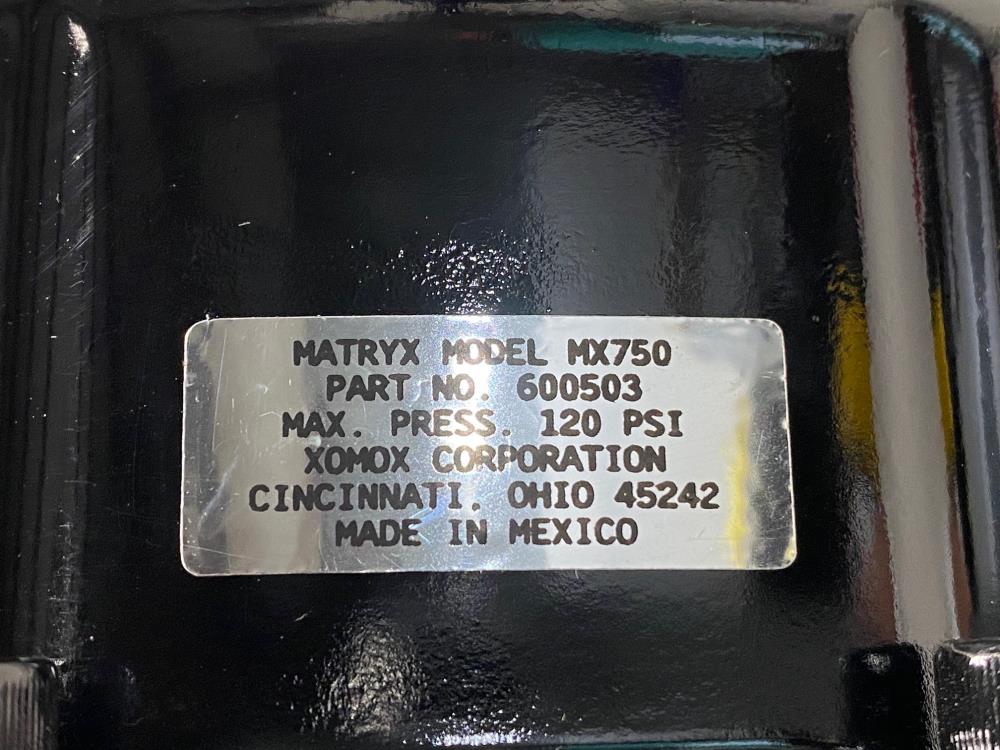 MATRYX MODEL MX750
PART NO. 600503
MAX. PRESS. 120 PSI
XOMOX CORPORATION
CINCINNATI, OHIO 45242
MADE IN MEXICO